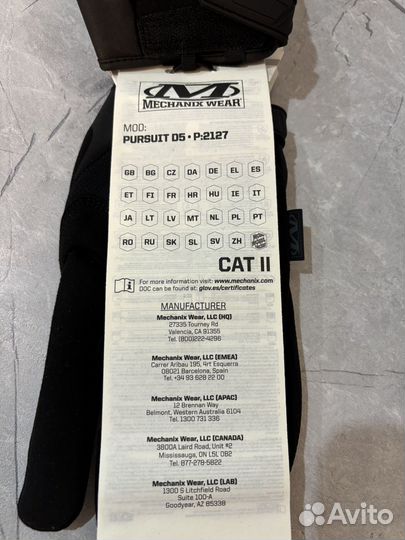 MECHANIX WEAR
MOD:
PURSUIT D5 • P:2127
GB BG CZ DA DE EL ES
ET FI FR HR HU IE IT
JA LT LV MT NL PL PT
RO RU SK SL SV ZH
CAT II
For more information visit: www.mechanix.com
DOC can be found at: glov.es/certificates
MANUFACTURER
Mechanix Wear, LLC (HQ)
27335 Tourney Rd
Valencia, CA 91355
Tel. (800)222-4296
Mechanix Wear, LLC (EMEA)
Carrer Aribau 195, 4rt Esquerra
08021 Barcelona, Spain
Tel. +34 93 628 22 00
Mechanix Wear, LLC (APAC)
12 Brennan Way
Belmont, Western Australia 6104
Tel. 1300 731 336
Mechanix Wear, LLC (CANADA)
3800A Laird Road, Unit #2
Mississauga, ON L5L 0B2
Tel. 877-278-5822
Mechanix Wear, LLC (LAB)
1300 S Litchfield Road
Suite 100-A
Goodyear, AZ 85338
Avito